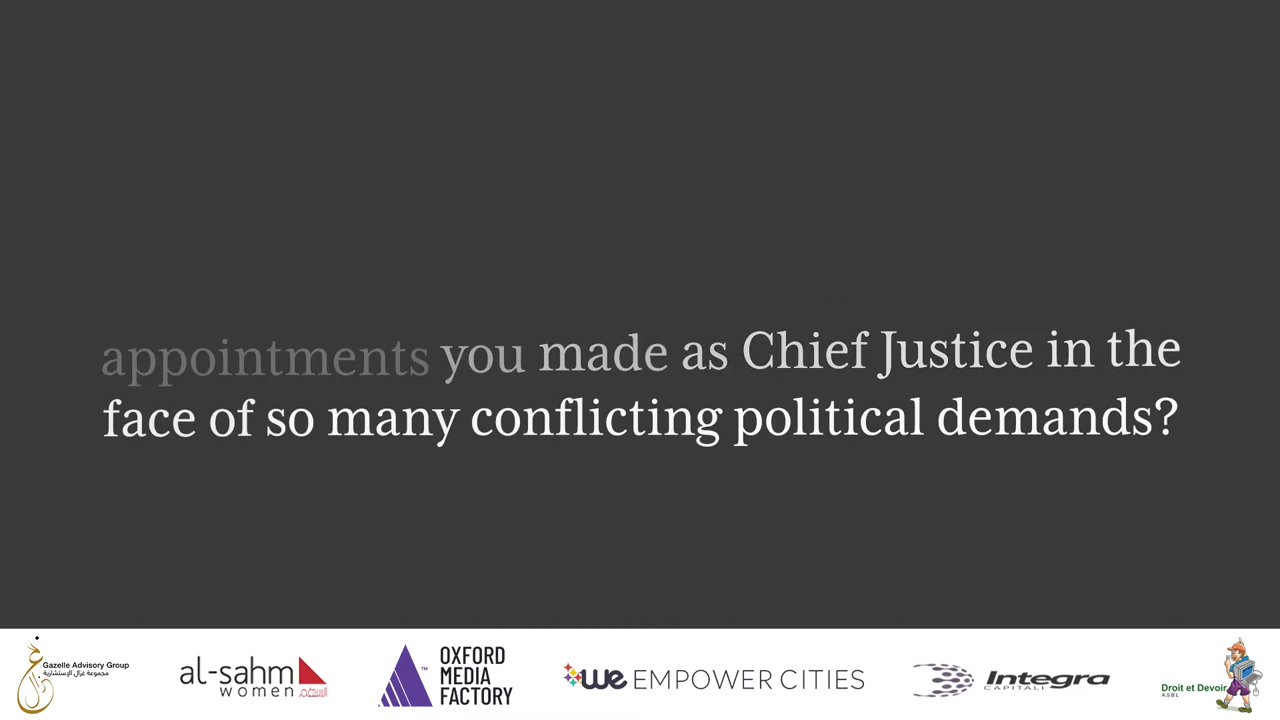 appointments you made as Chief Justice in the
face of so many conflicting political demands?
Gazelle Advisory Group
مجموعة غزال الإستشارية
al-sahm
women
السهم
OXFORD
MEDIA
FACTORY
™
we EMPOWER CITIES
Integra
CAPITALI
Droit et Devoir
A S B L